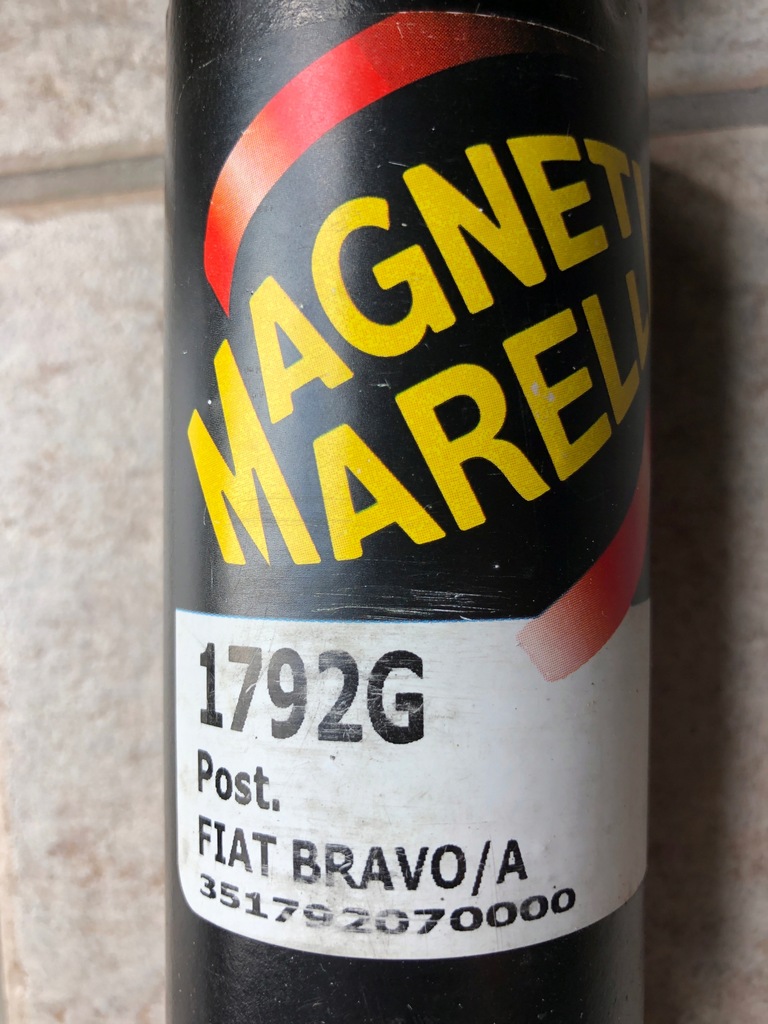 MAGNETI
MARELLI
1792G
Post.
FIAT BRAVO/A
351792070000